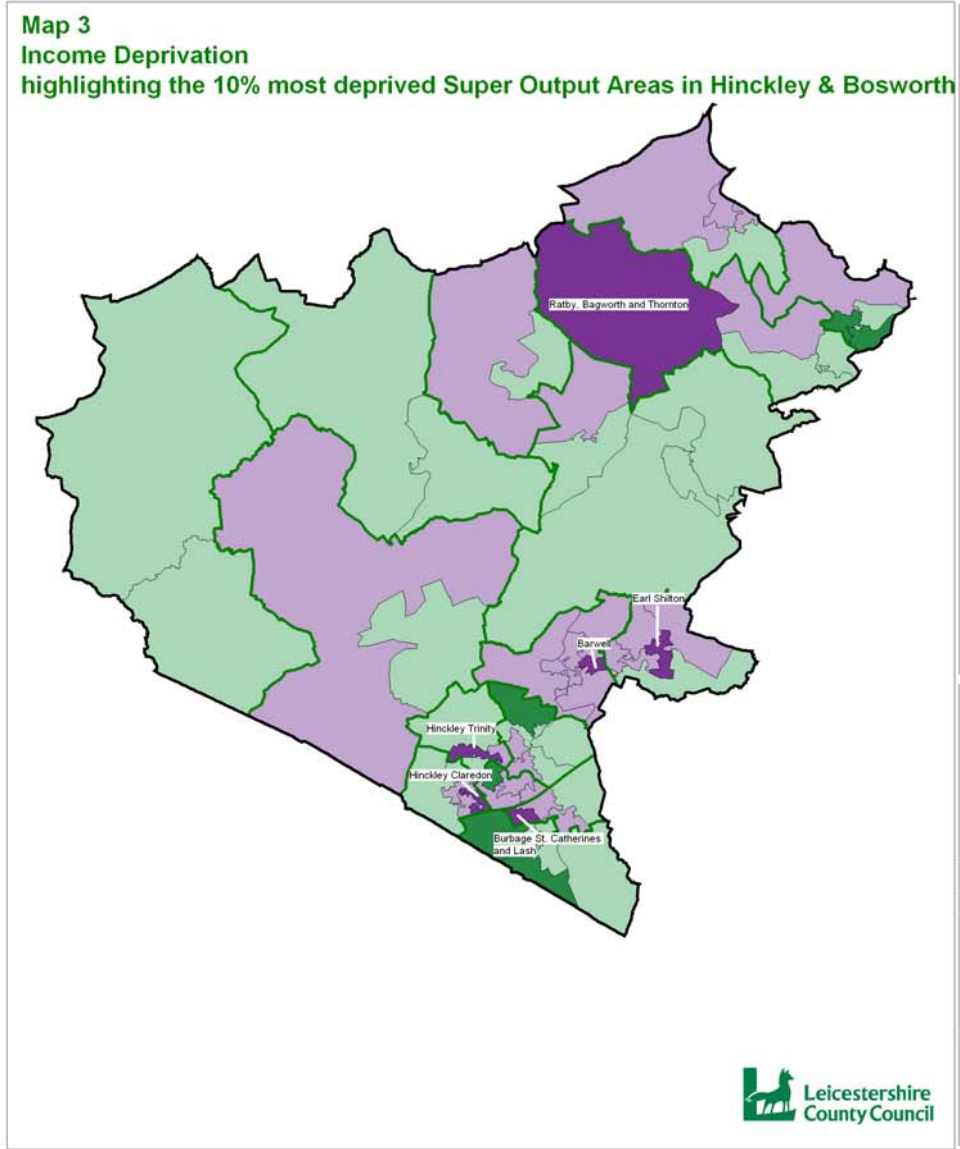 Map 3
Income Deprivation
highlighting the 10% most deprived Super Output Areas in Hinckley & Bosworth
Ratby, Bagworth and Thornton
Earl Shilton
Barwell
Hinckley Trinity
Hinckley Claredon
Burbage St. Catherines
and Lash
Leicestershire
County Council